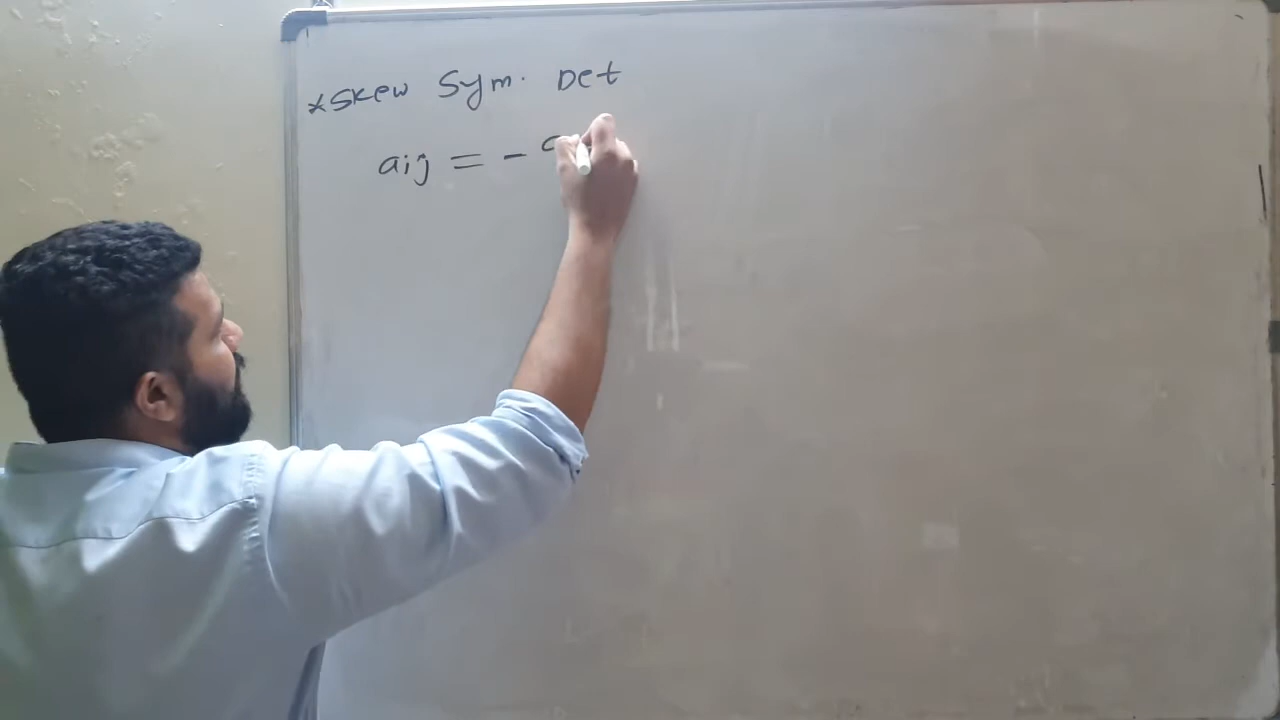 *Skew Sym. Det
aij = -